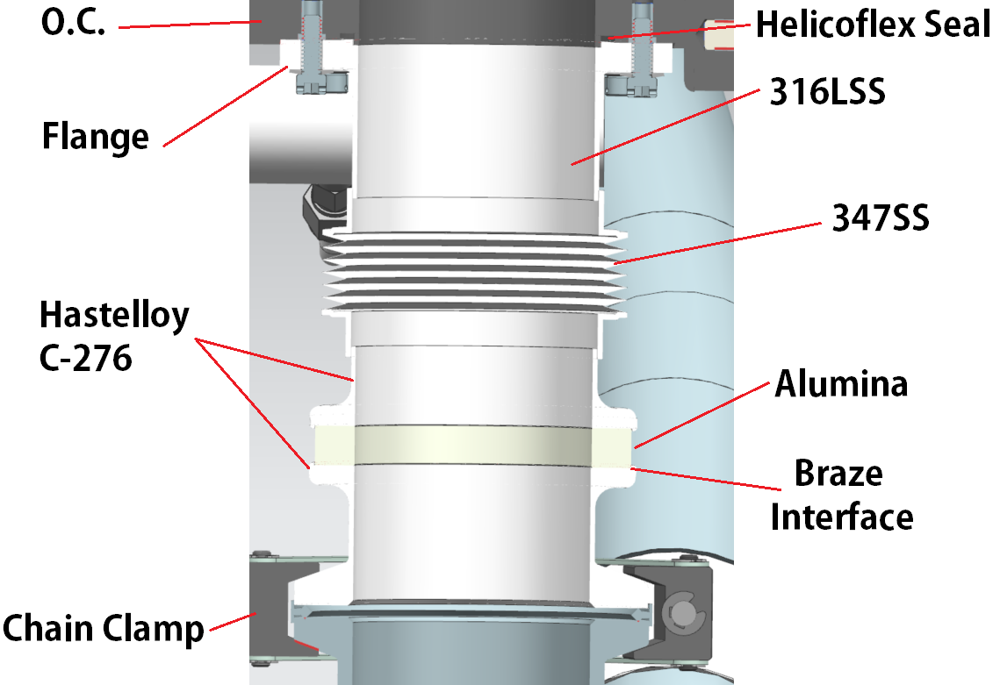 O.C.
Helicoflex Seal
316LSS
Flange
347SS
Hastelloy
C-276
Alumina
Braze
Interface
Chain Clamp